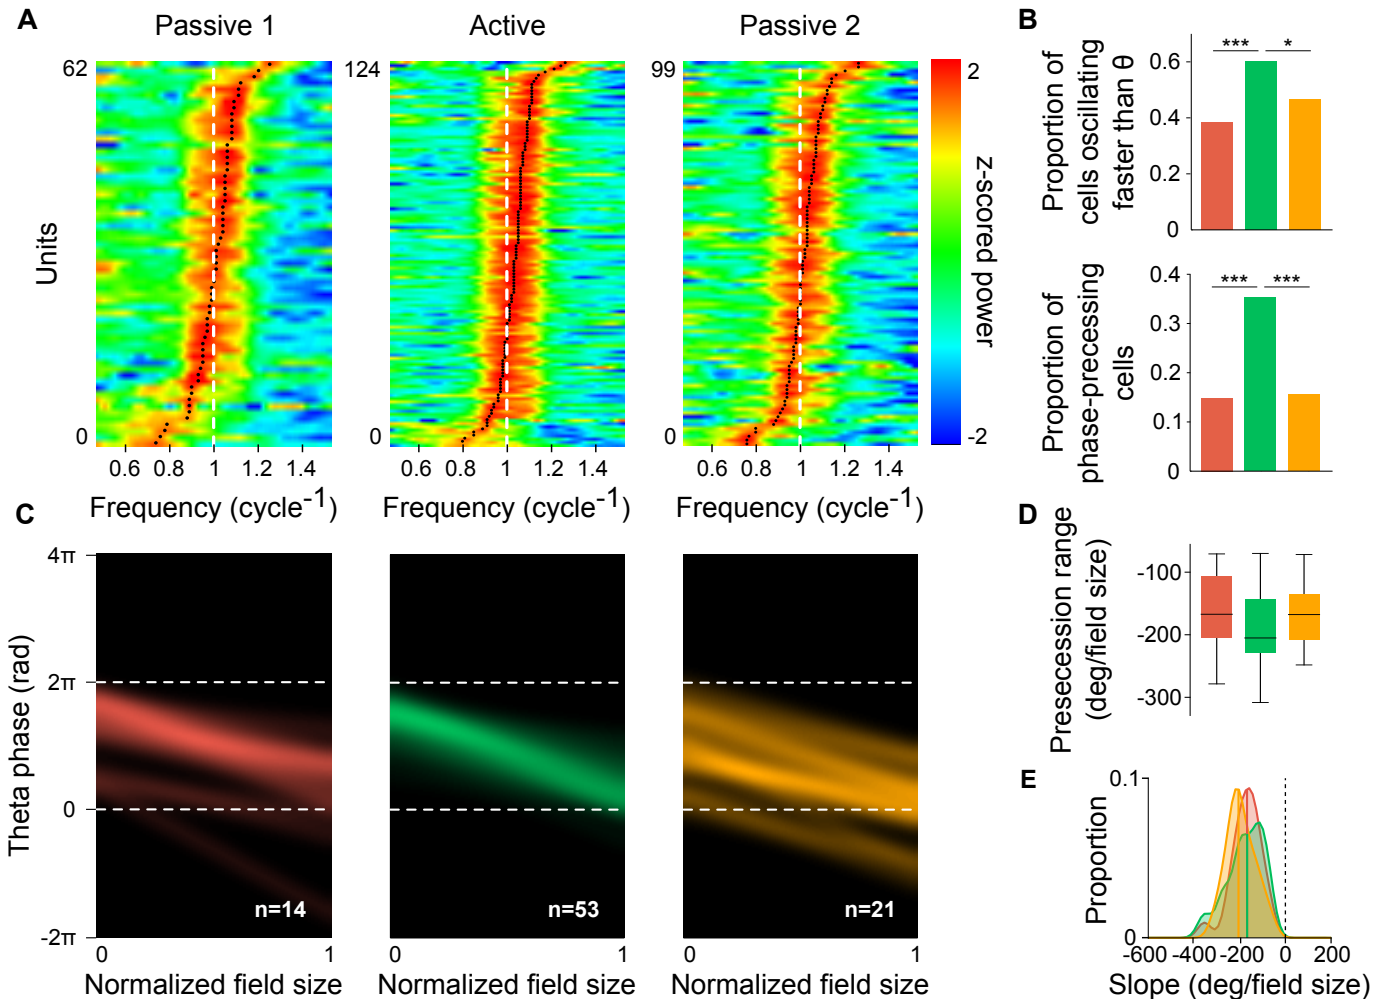 A
Passive 1
Active
Passive 2
62
0
Units
0.6 0.8 1 1.2 1.4
Frequency (cycle-1)
124
0
0.6 0.8 1 1.2 1.4
Frequency (cycle-1)
99
0
0.6 0.8 1 1.2 1.4
Frequency (cycle-1)
2
-2
z-scored power
B
Proportion of
cells oscillating
faster than θ
0.6
0.4
0.2
0
*** *
Proportion of
phase-precessing
cells
0.4
0.3
0.2
0.1
0
*** ***
C
Theta phase (rad)
4π
2π
0
-2π
n=14
0 1
Normalized field size
n=53
0 1
Normalized field size
n=21
0 1
Normalized field size
D
Presecession range
(deg/field size)
-100
-200
-300
E
Proportion
0.1
0
-600 -400 -200 0 200
Slope (deg/field size)